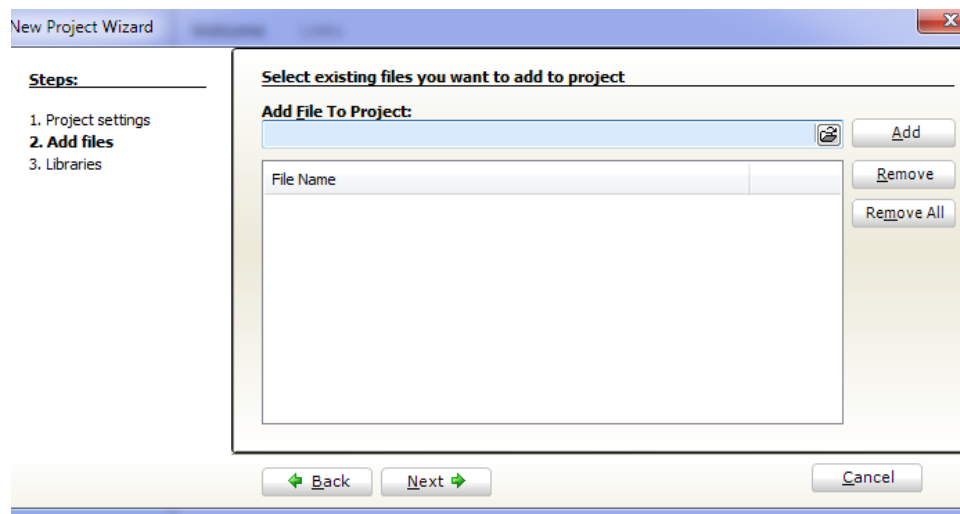 New Project Wizard
Steps:
1. Project settings
2. Add files
3. Libraries
Select existing files you want to add to project
Add File To Project:
Add
File Name
Remove
Remove All
Back
Next
Cancel